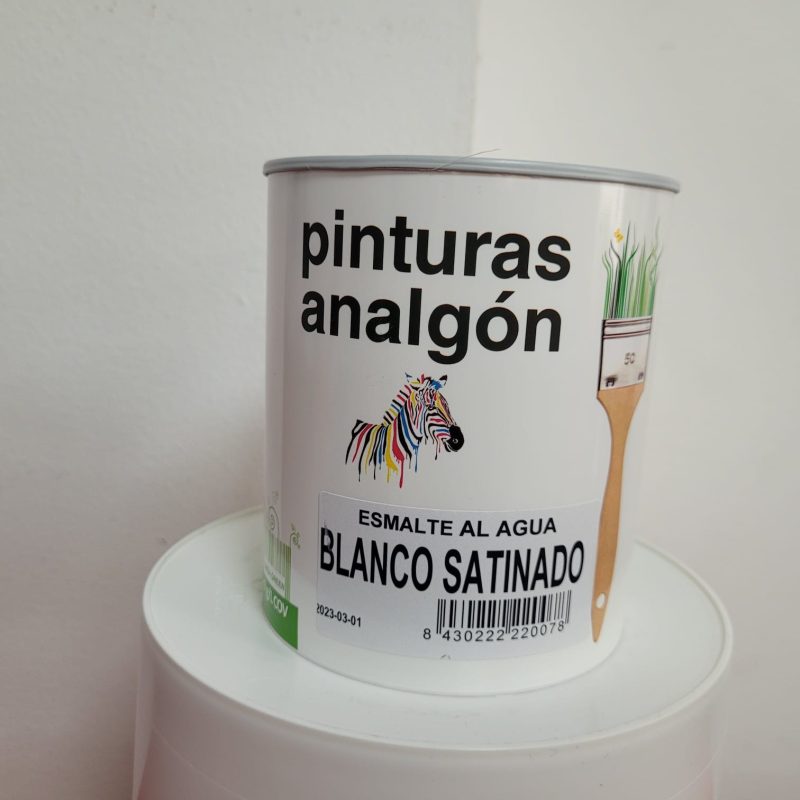 pinturas
analgón
50
ESMALTE AL AGUA
BLANCO SATINADO
2023-03-01
8 430222 220078